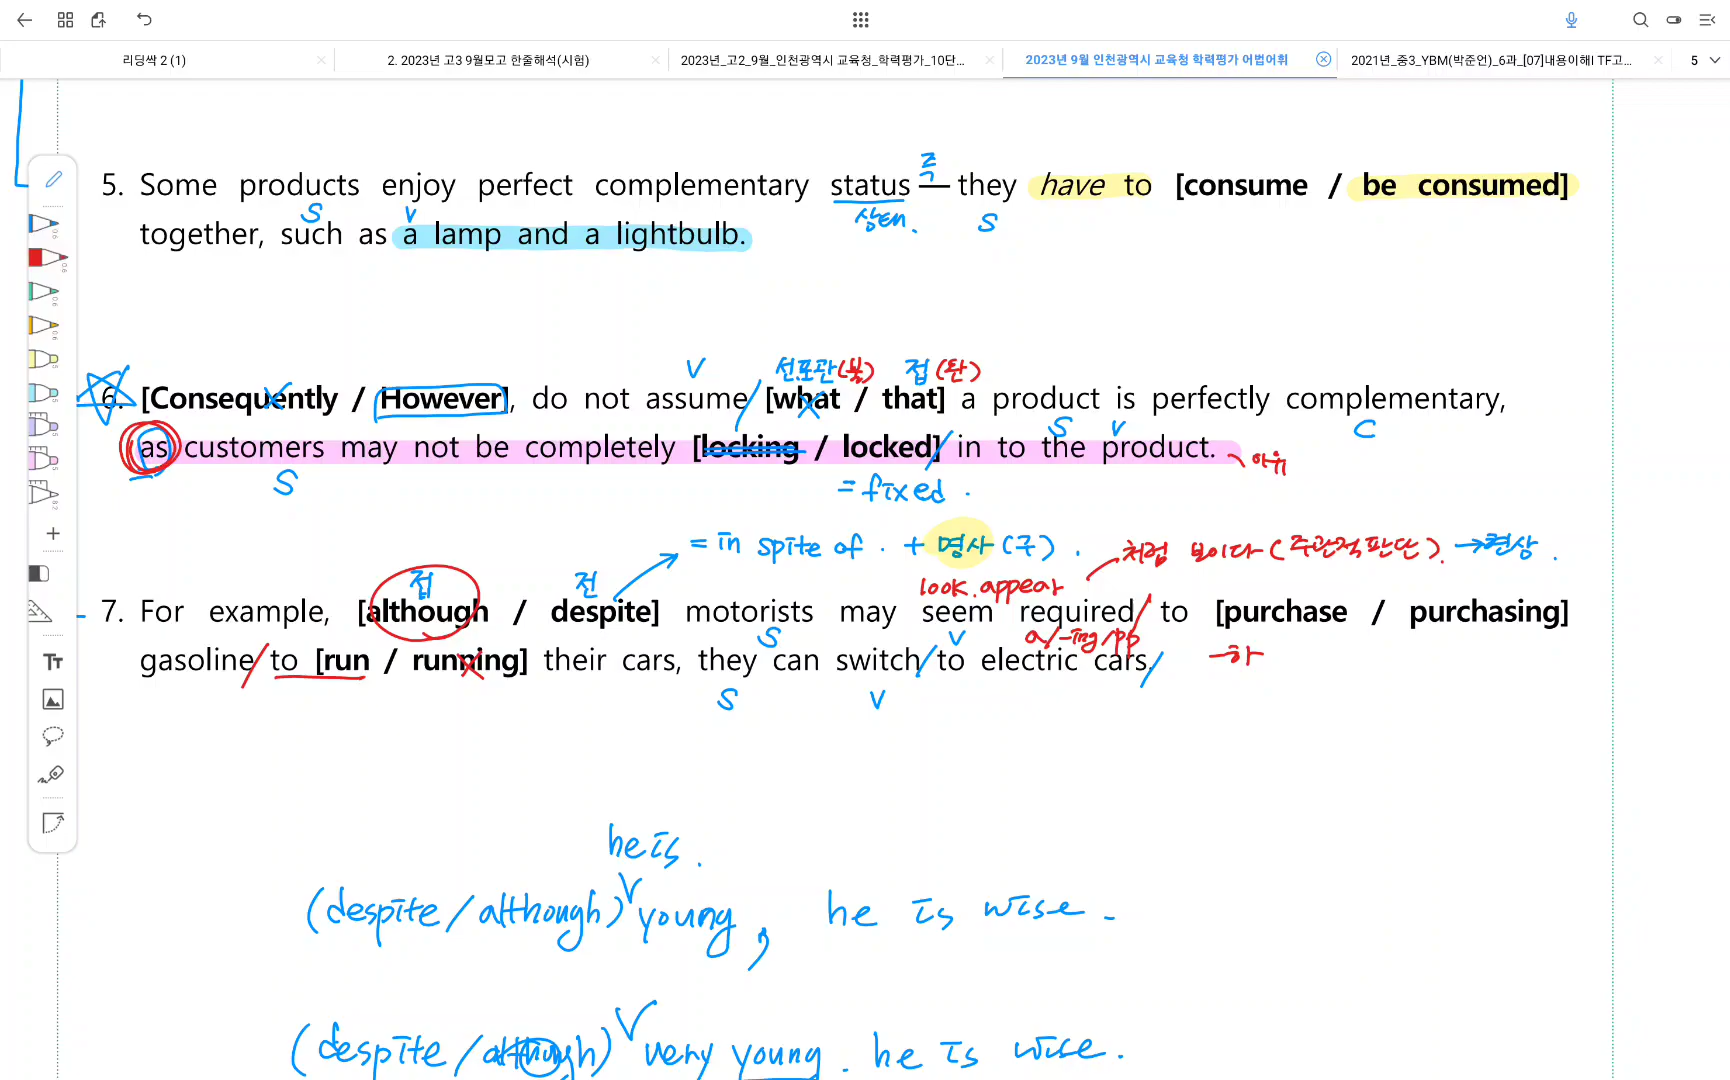 리딩싹 2 (1)
2. 2023년 고3 9월모고 한줄해석(시험)
2023년_고2_9월_인천광역시 교육청_학력평가_10단...
2023년 9월 인천광역시 교육청 학력평가 어법어휘
2021년_중3_YBM(박준언)_6과_[07]내용이해I TF고...
5
즉
5. Some products enjoy perfect complementary status — they have to [consume / be consumed]
S V 상태. S
together, such as a lamp and a lightbulb.
V 선포관(불) 접(완)
6. [Consequently / However], do not assume [what / that] a product is perfectly complementary,
S V C
as customers may not be completely [locking / locked] in to the product.
S = fixed.
= in spite of. + 명사(구).
처럼 보이다(주관적판단). →현상.
접 전 look. appear
7. For example, [although / despite] motorists may seem required to [purchase / purchasing]
S V a/-ing/pp
gasoline to [run / running] their cars, they can switch to electric cars.
S V
he is.
(despite / although) young, he is wise.
(despite / although) very young. he is wise.
Tт